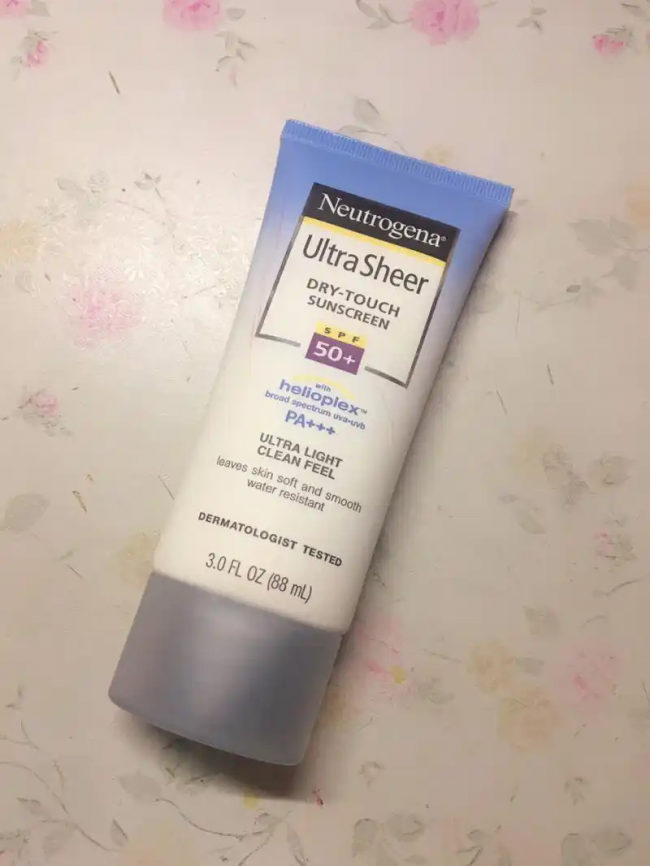 Neutrogena®
Ultra Sheer
DRY-TOUCH
SUNSCREEN
SPF
50+
with
helioplex™
broad spectrum uva•uvb
PA+++
ULTRA LIGHT
CLEAN FEEL
leaves skin soft and smooth
water resistant
DERMATOLOGIST TESTED
3.0 FL OZ (88 mL)